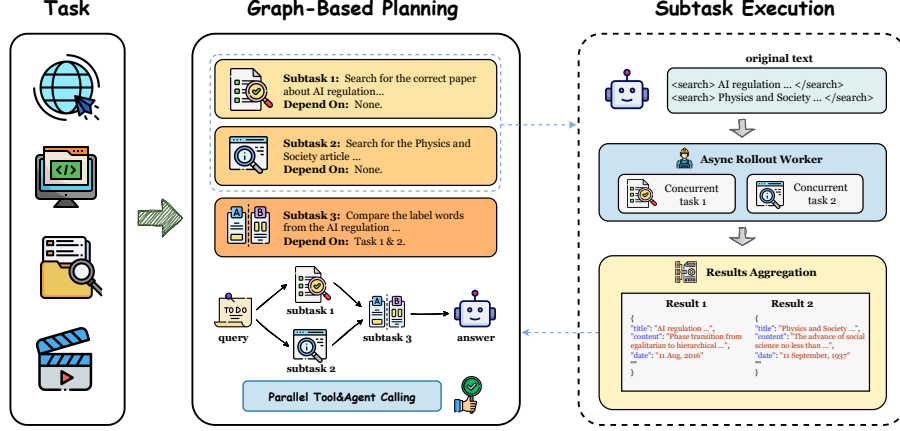 Task
Graph-Based Planning
Subtask Execution
</>
Subtask 1: Search for the correct paper
about AI regulation...
Depend On: None.
Subtask 2: Search for the Physics and
Society article ...
Depend On: None.
A B
Subtask 3: Compare the label words
from the AI regulation ...
Depend On: Task 1 & 2.
TO DO
query
subtask 1
subtask 2
A B
subtask 3
answer
Parallel Tool&Agent Calling
original text
<search> AI regulation ... </search>
<search> Physics and Society ... </search>
Async Rollout Worker
Concurrent
task 1
Concurrent
task 2
Results Aggregation
Result 1
{
"title": "AI regulation ...",
"content": "Phase transition from
egalitarian to hierarchical ...",
"date": "11 Aug, 2016"
""
}
Result 2
{
"title": "Physics and Society ...",
"content": "The advance of social
science no less than ...",
"date": "11 September, 1937"
""
}